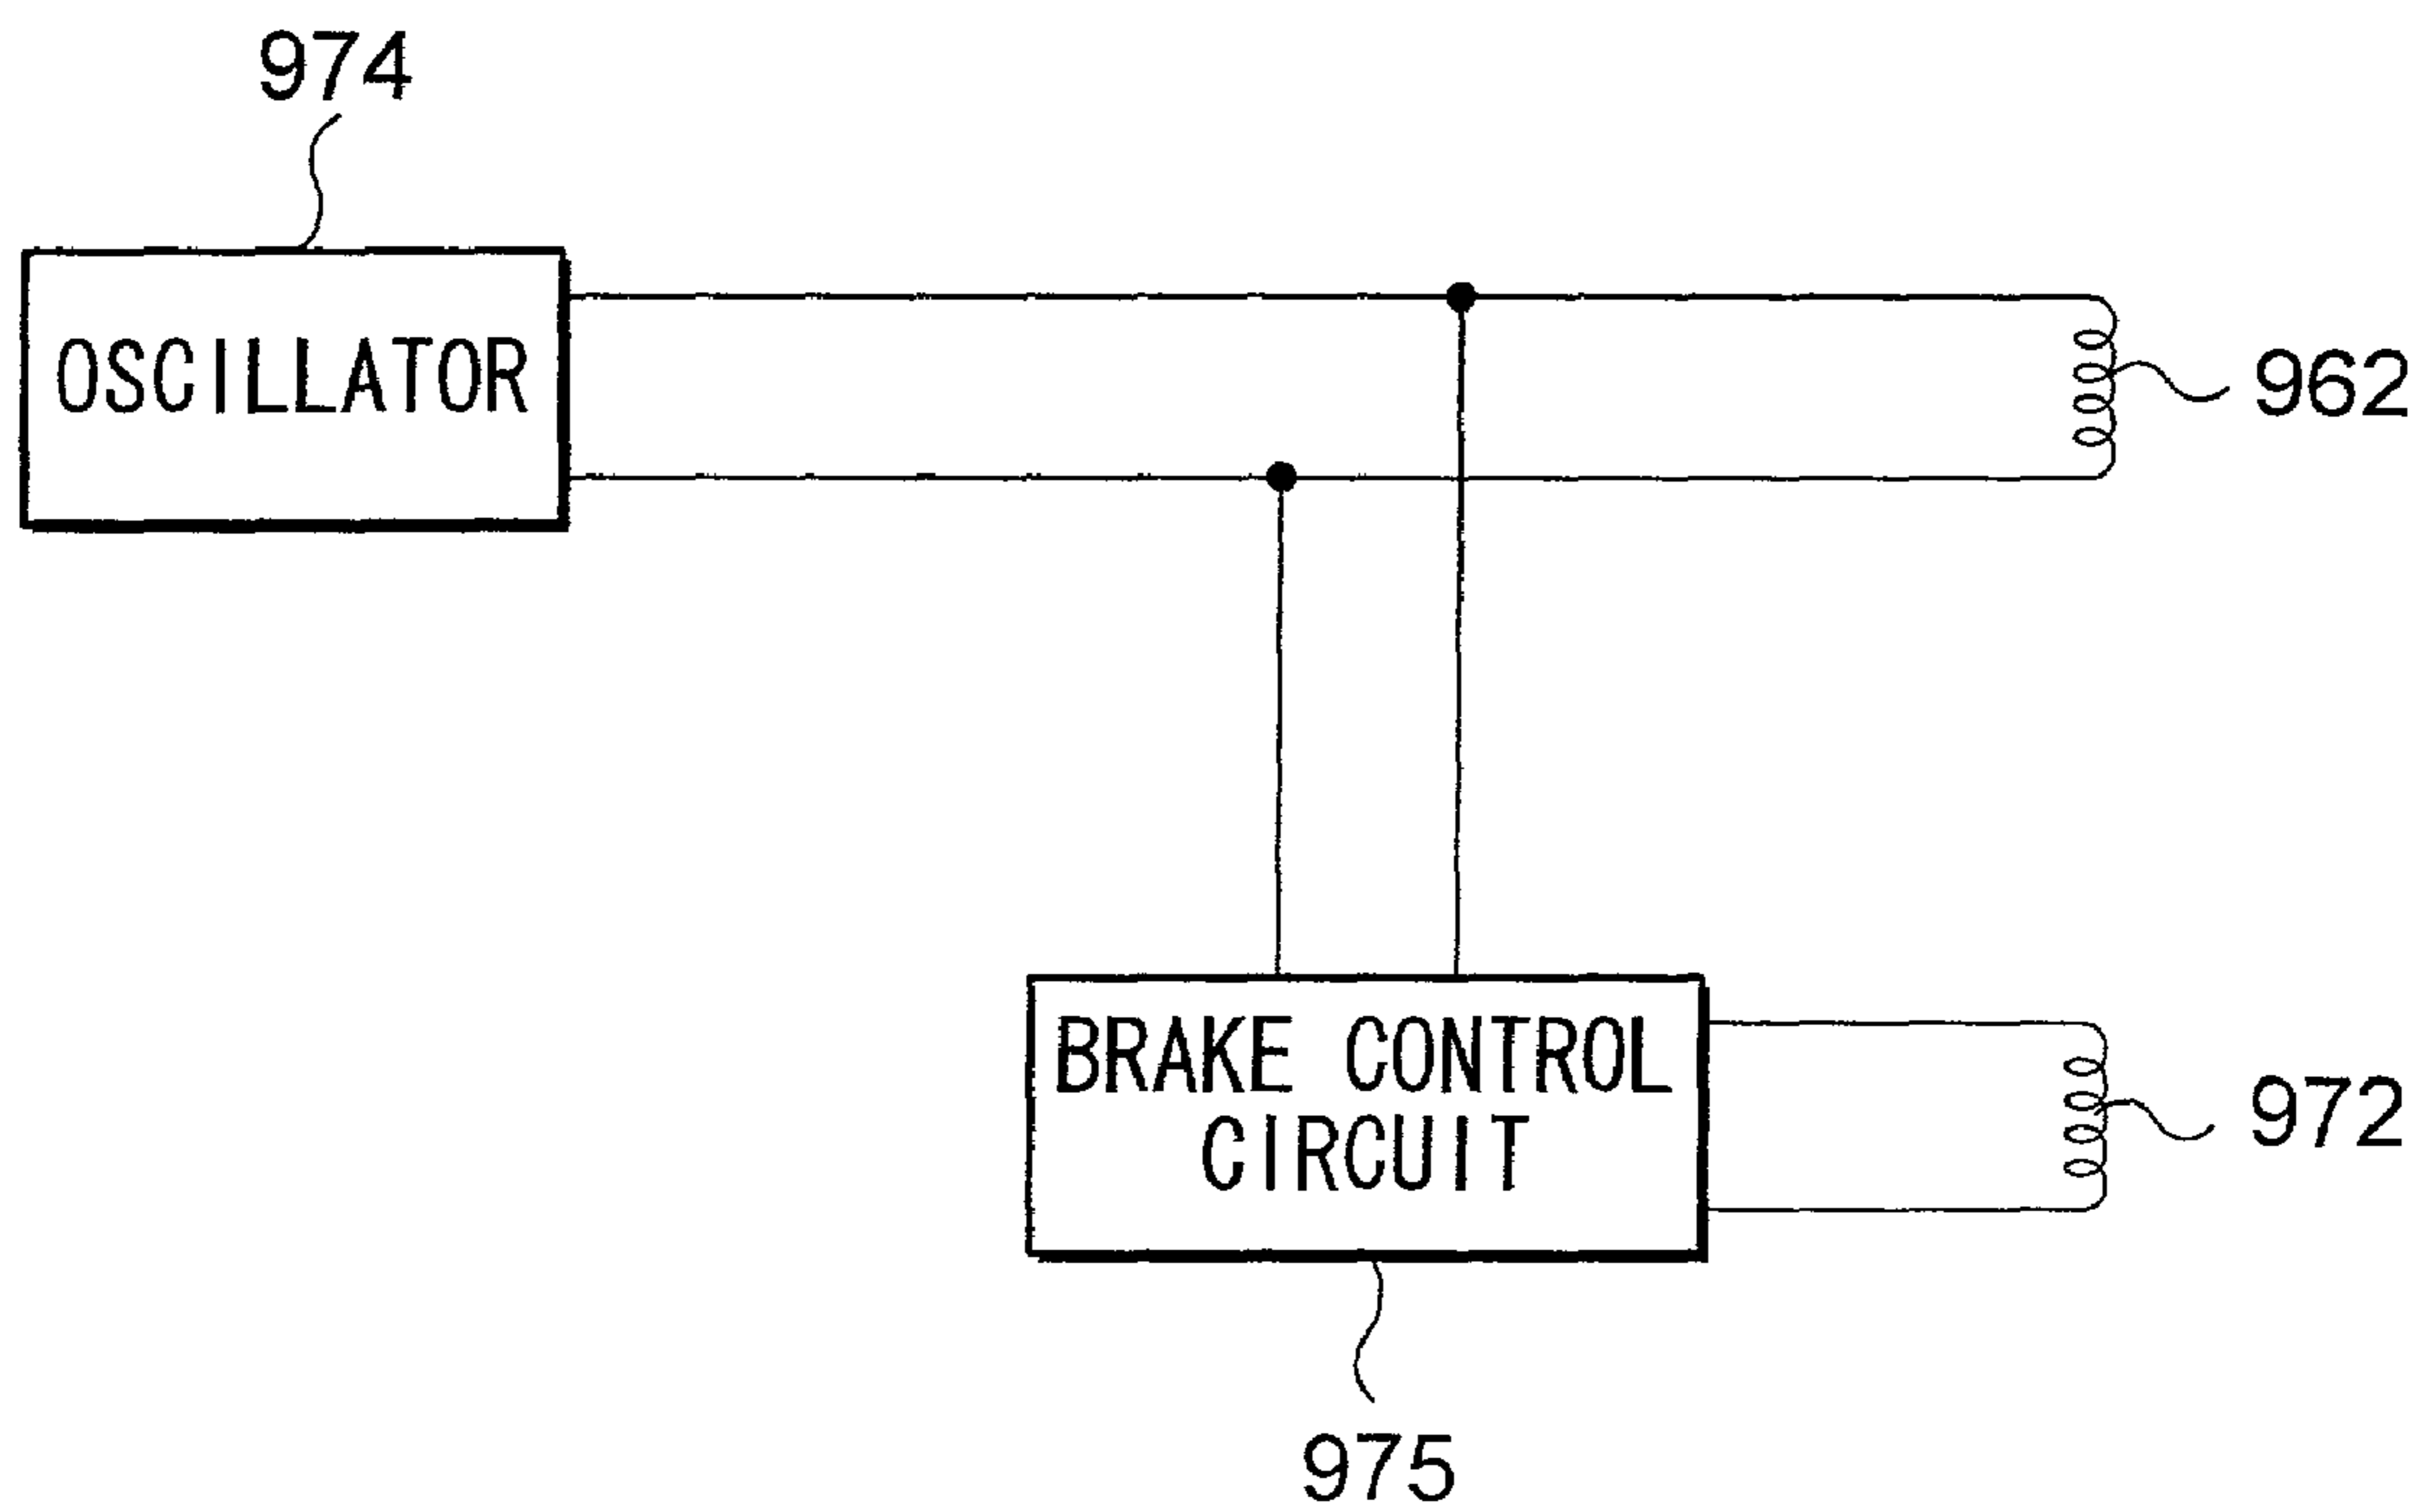 974
OSCILLATOR
962
BRAKE CONTROL
CIRCUIT
972
975